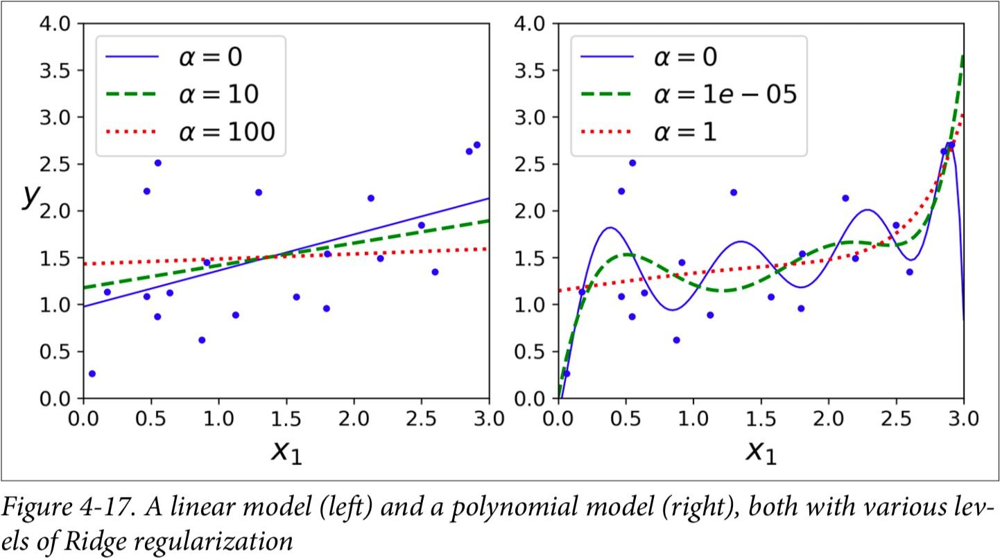 4.0
3.5
3.0
2.5
2.0
1.5
1.0
0.5
0.0
y
α = 0
α = 10
α = 100
0.0 0.5 1.0 1.5 2.0 2.5 3.0
x₁
4.0
3.5
3.0
2.5
2.0
1.5
1.0
0.5
0.0
α = 0
α = 1e − 05
α = 1
0.0 0.5 1.0 1.5 2.0 2.5 3.0
x₁
Figure 4-17. A linear model (left) and a polynomial model (right), both with various lev-
els of Ridge regularization